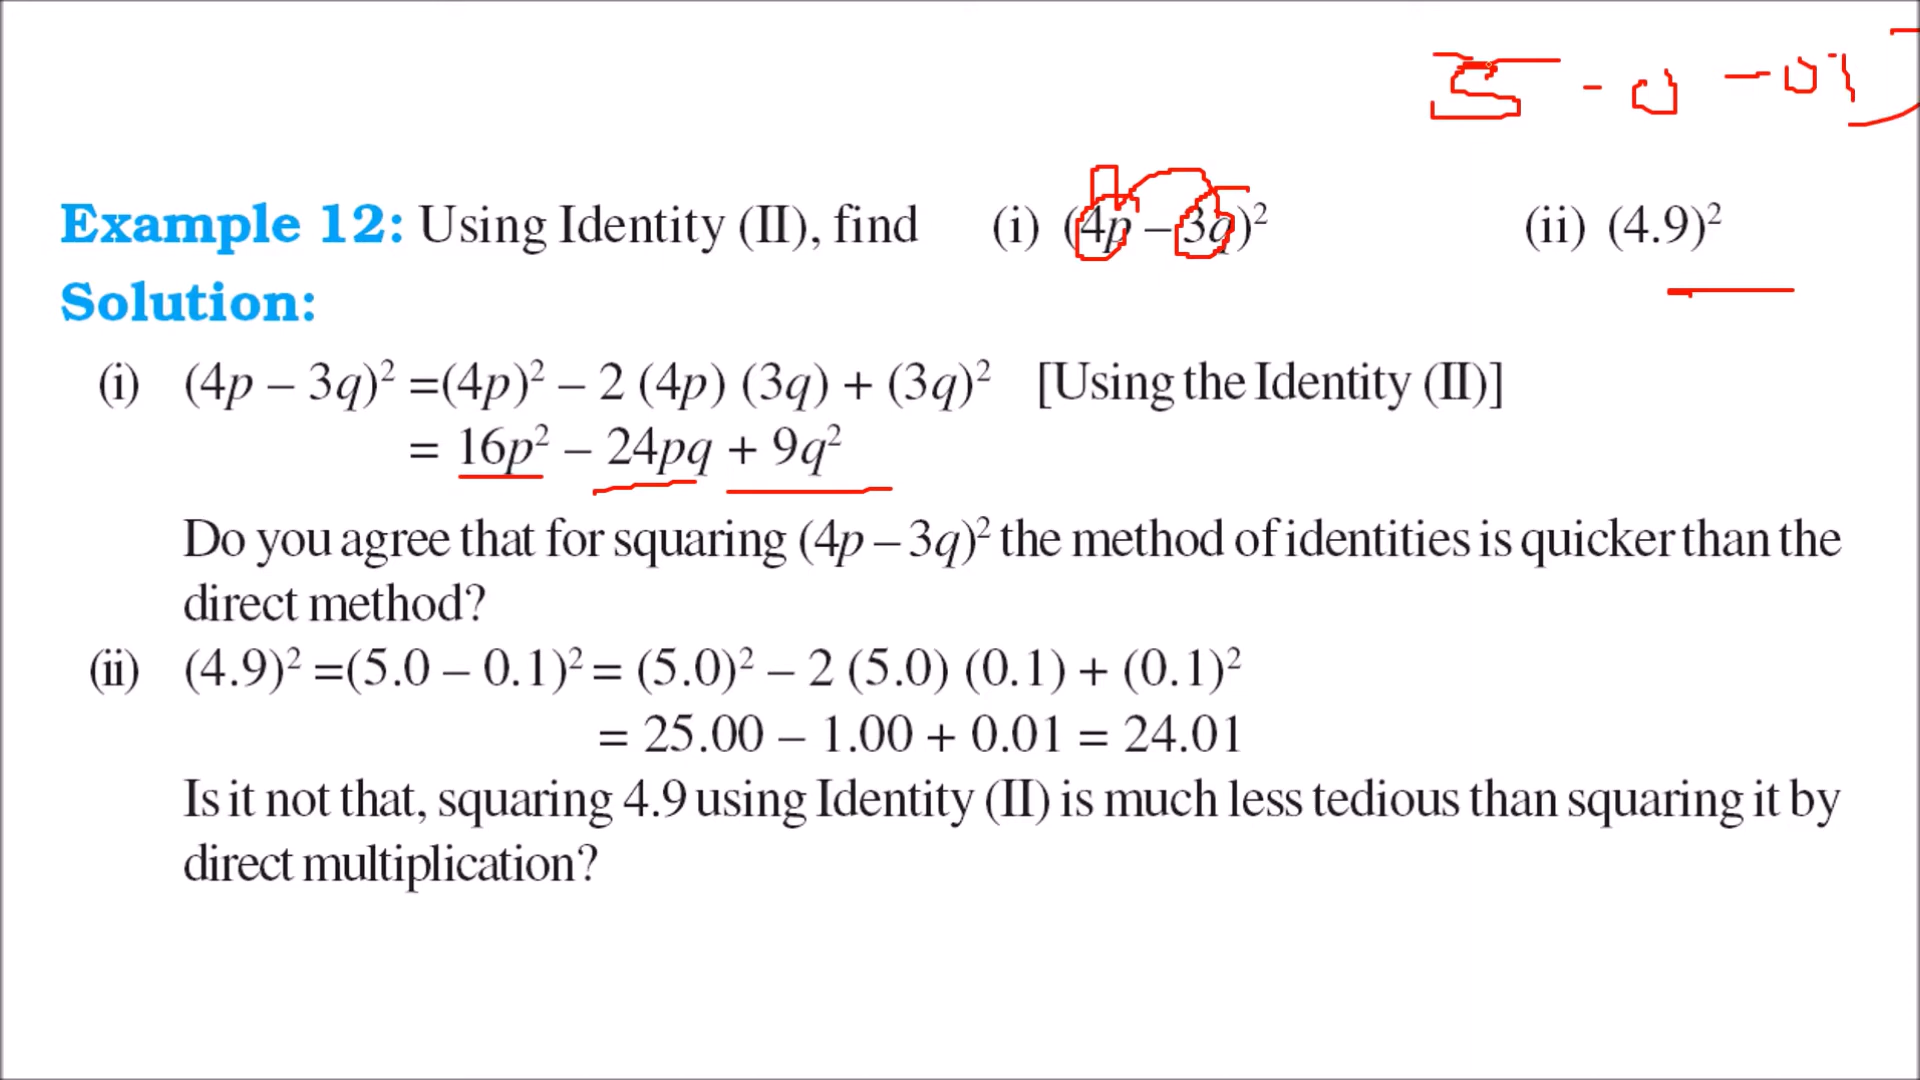 5 - 0 - 01)
Example 12: Using Identity (II), find (i) (4p – 3q)² (ii) (4.9)²
Solution:
(i) (4p – 3q)² =(4p)² – 2 (4p) (3q) + (3q)² [Using the Identity (II)]
= 16p² – 24pq + 9q²
Do you agree that for squaring (4p – 3q)² the method of identities is quicker than the
direct method?
(ii) (4.9)² =(5.0 – 0.1)² = (5.0)² – 2 (5.0) (0.1) + (0.1)²
= 25.00 – 1.00 + 0.01 = 24.01
Is it not that, squaring 4.9 using Identity (II) is much less tedious than squaring it by
direct multiplication?